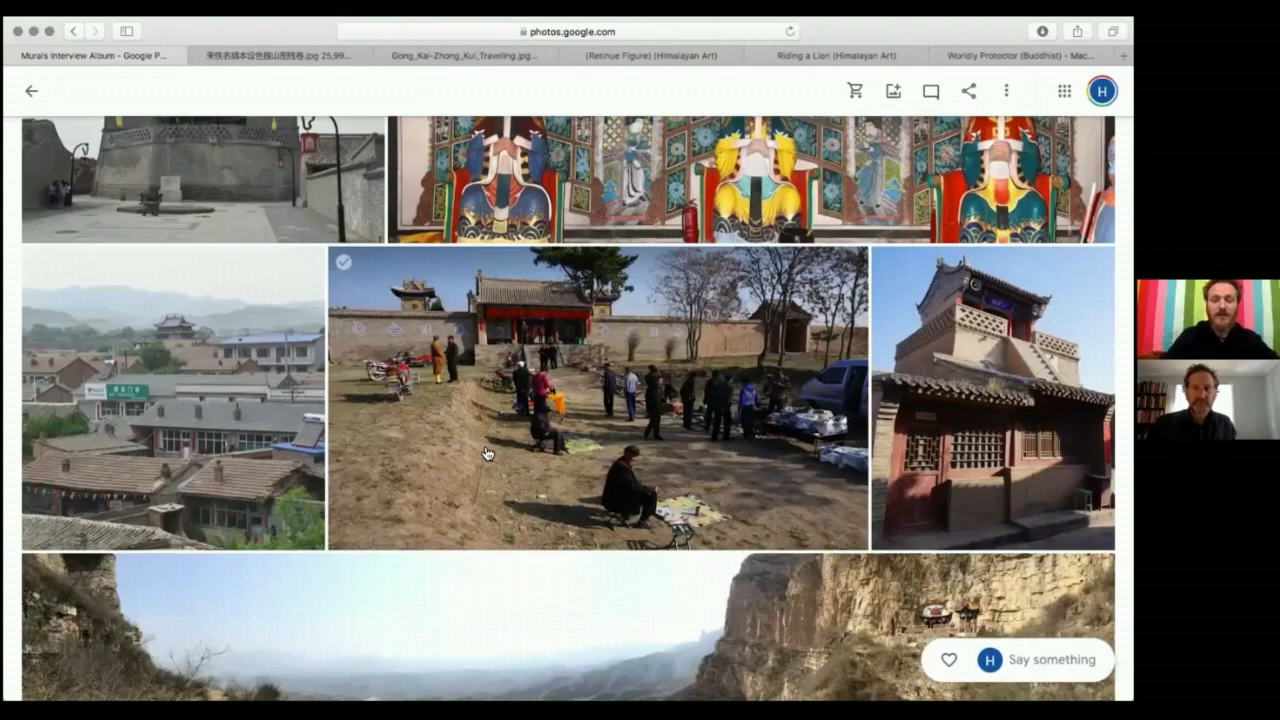 photos.google.com
Murals Interview Album - Google P...
宋佚名绢本设色搜山图残卷.jpg 25,99...
Gong_Kai-Zhong_Kui_Traveling.jpg...
(Retinue Figure) (Himalayan Art)
Riding a Lion (Himalayan Art)
Worldly Protector (Buddhist) - Mac...
H
H Say something